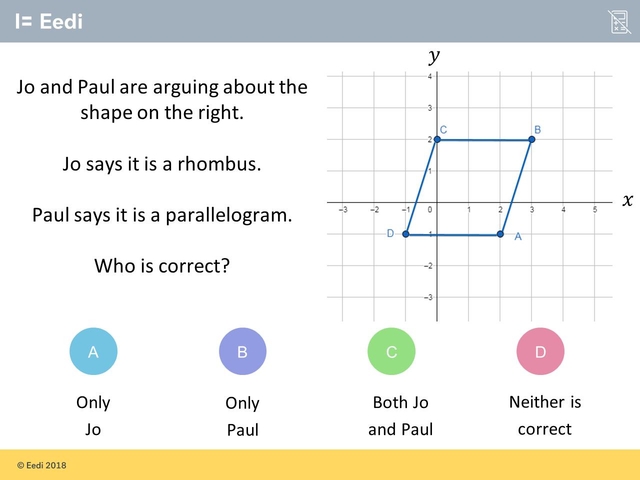 Eedi
Jo and Paul are arguing about the
shape on the right.
Jo says it is a rhombus.
Paul says it is a parallelogram.
Who is correct?
y
4
3
C
B
2
1
x
−3 −2 −1 0 1 2 3 4 5
D
−1
A
−2
−3
A
B
C
D
Only
Jo
Only
Paul
Both Jo
and Paul
Neither is
correct
© Eedi 2018